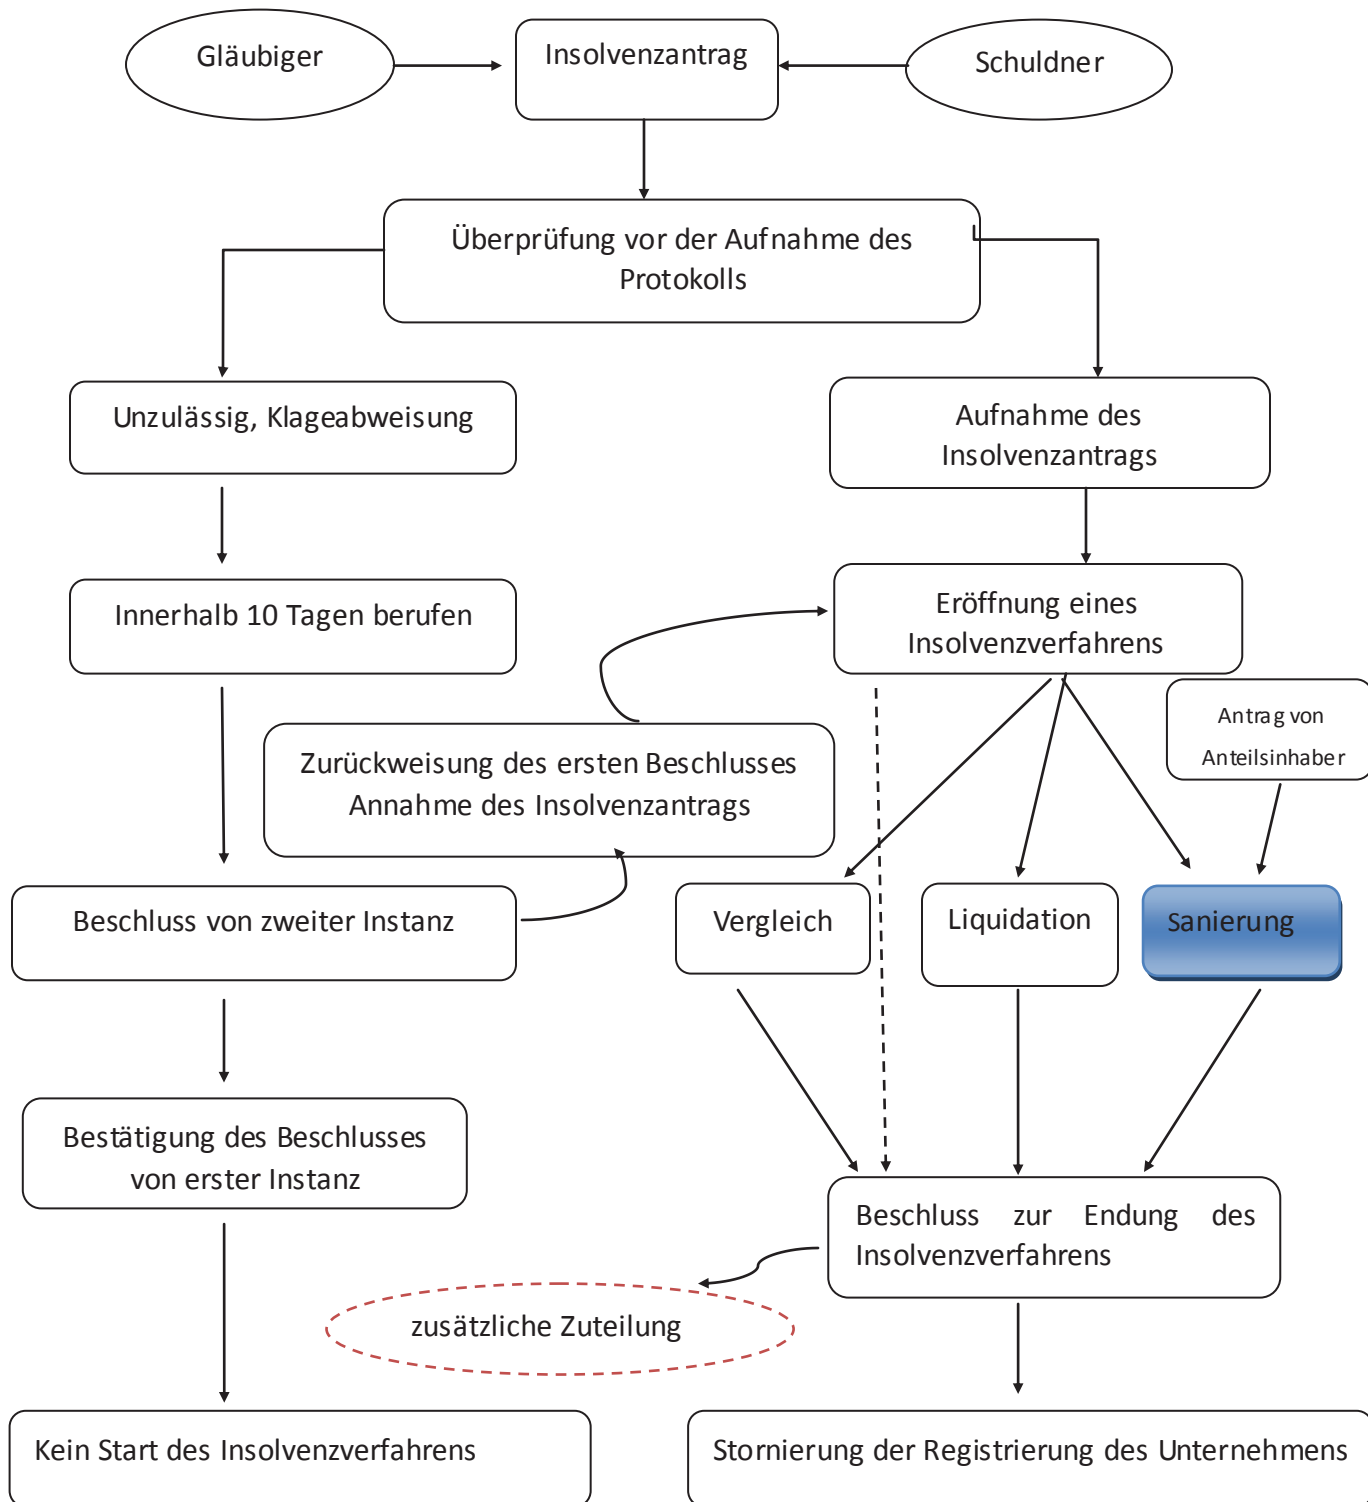 Gläubiger
Insolvenzantrag
Schuldner
Überprüfung vor der Aufnahme des
Protokolls
Unzulässig, Klageabweisung
Aufnahme des
Insolvenzantrags
Innerhalb 10 Tagen berufen
Eröffnung eines
Insolvenzverfahrens
Antrag von
Anteilsinhaber
Zurückweisung des ersten Beschlusses
Annahme des Insolvenzantrags
Beschluss von zweiter Instanz
Vergleich
Liquidation
Sanierung
Bestätigung des Beschlusses
von erster Instanz
Beschluss zur Endung des
Insolvenzverfahrens
zusätzliche Zuteilung
Kein Start des Insolvenzverfahrens
Stornierung der Registrierung des Unternehmens